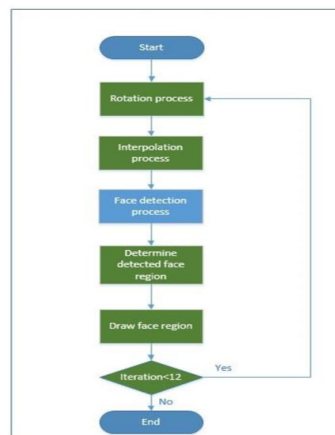 Start
Rotation process
Interpolation
process
Face detection
process
Determine
detected face
region
Draw face region
Iteration<12
Yes
No
End